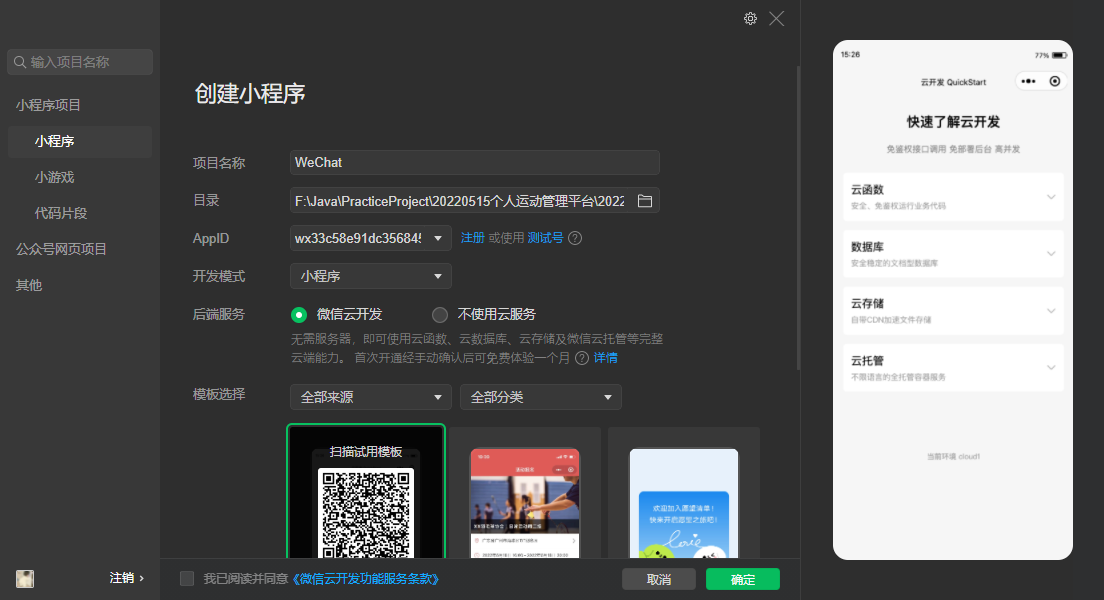 输入项目名称
小程序项目
小程序
小游戏
代码片段
公众号网页项目
其他
注销 ›
创建小程序
项目名称 WeChat
目录 F:\Java\PracticeProject\20220515个人运动管理平台\2022
AppID wx33c58e91dc35684 注册 或使用 测试号 ?
开发模式 小程序
后端服务 微信云开发 不使用云服务
无需服务器，即可使用云函数、云数据库、云存储及微信云托管等完整
云端能力。 首次开通经手动确认后可免费体验一个月 ? 详情
模板选择 全部来源 全部分类
扫描试用模板
欢迎加入愿望清单！
快来开启愿望之旅吧！
love
我已阅读并同意《微信云开发功能服务条款》
取消 确定
15:26 77%
云开发 QuickStart
快速了解云开发
免鉴权接口调用 免部署后台 高并发
云函数
安全、免鉴权运行业务代码
数据库
安全稳定的文档型数据库
云存储
自带CDN加速文件存储
云托管
不限语言的全托管容器服务
当前环境 cloud1